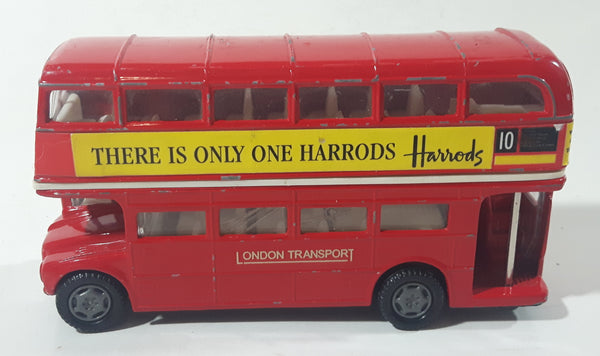 THERE IS ONLY ONE HARRODS Harrods
10
LONDON TRANSPORT